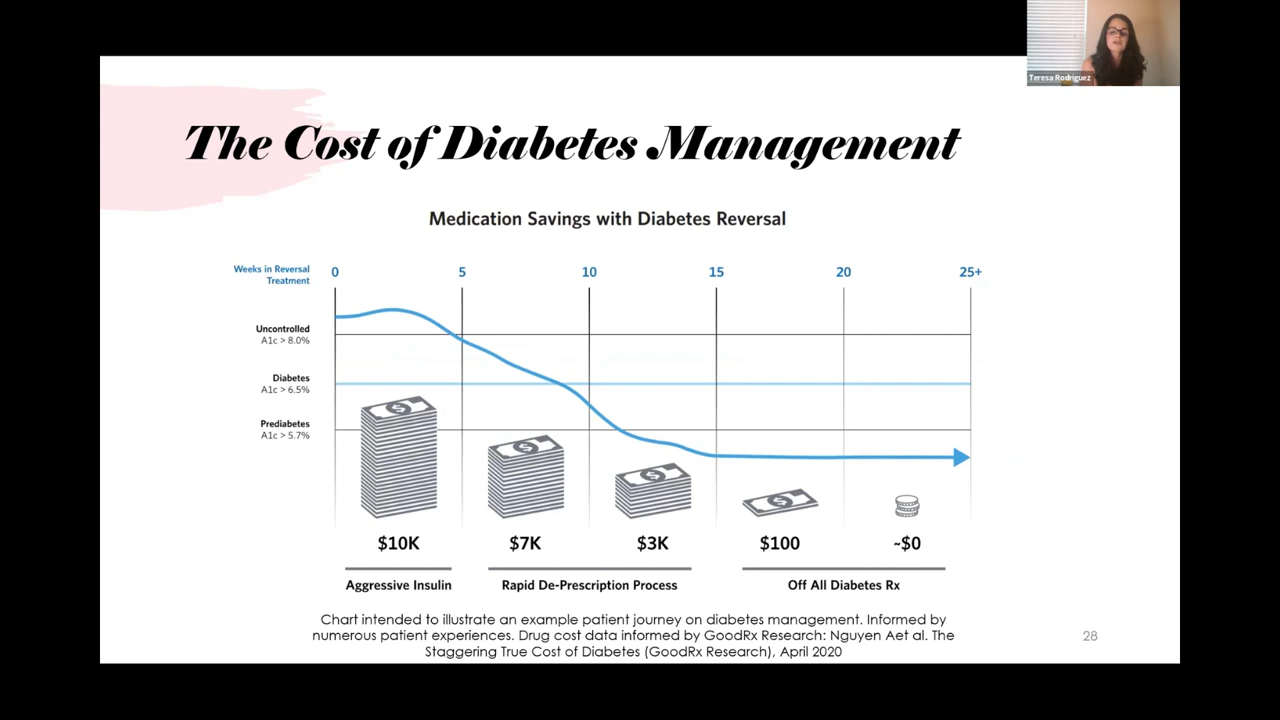 Teresa Rodriguez
The Cost of Diabetes Management
Medication Savings with Diabetes Reversal
Weeks in Reversal
Treatment
0 5 10 15 20 25+
Uncontrolled
A1c > 8.0%
Diabetes
A1c > 6.5%
Prediabetes
A1c > 5.7%
$10K $7K $3K $100 ~$0
Aggressive Insulin Rapid De-Prescription Process Off All Diabetes Rx
Chart intended to illustrate an example patient journey on diabetes management. Informed by
numerous patient experiences. Drug cost data informed by GoodRx Research: Nguyen Aet al. The
Staggering True Cost of Diabetes (GoodRx Research), April 2020
28